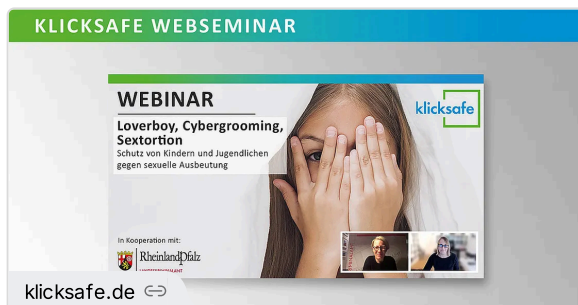 KLICKSAFE WEBSEMINAR
WEBINAR
klicksafe
Loverboy, Cybergrooming,
Sextortion
Schutz von Kindern und Jugendlichen
gegen sexuelle Ausbeutung
In Kooperation mit:
RheinlandPfalz
klicksafe.de